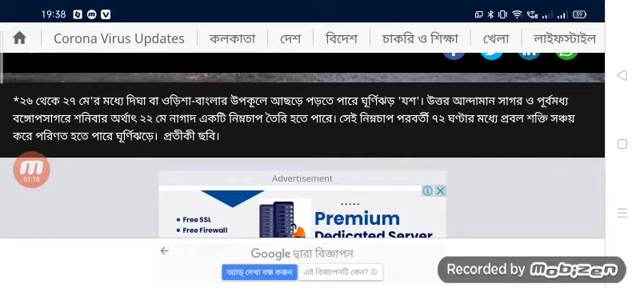 19:38
39
Corona Virus Updates কলকাতা দেশ বিদেশ চাকরি ও শিক্ষা খেলা লাইফস্টাইল
*২৬ থেকে ২৭ মে'র মধ্যে দিঘা বা ওড়িশা-বাংলার উপকূলে আছড়ে পড়তে পারে ঘূর্ণিঝড় 'যশ'। উত্তর আন্দামান সাগর ও পূর্বমধ্য
বঙ্গোপসাগরে শনিবার অর্থাৎ ২২ মে নাগাদ একটি নিম্নচাপ তৈরি হতে পারে। সেই নিম্নচাপ পরবর্তী ৭২ ঘণ্টার মধ্যে প্রবল শক্তি সঞ্চয়
করে পরিণত হতে পারে ঘূর্ণিঝড়ে। প্রতীকী ছবি।
01:18
Advertisement
• Free SSL
• Free Firewall
Premium
Dedicated Server
Google দ্বারা বিজ্ঞাপন
অ্যাড দেখা বন্ধ করুন এই বিজ্ঞাপনটি কেন?
Recorded by Mobizen